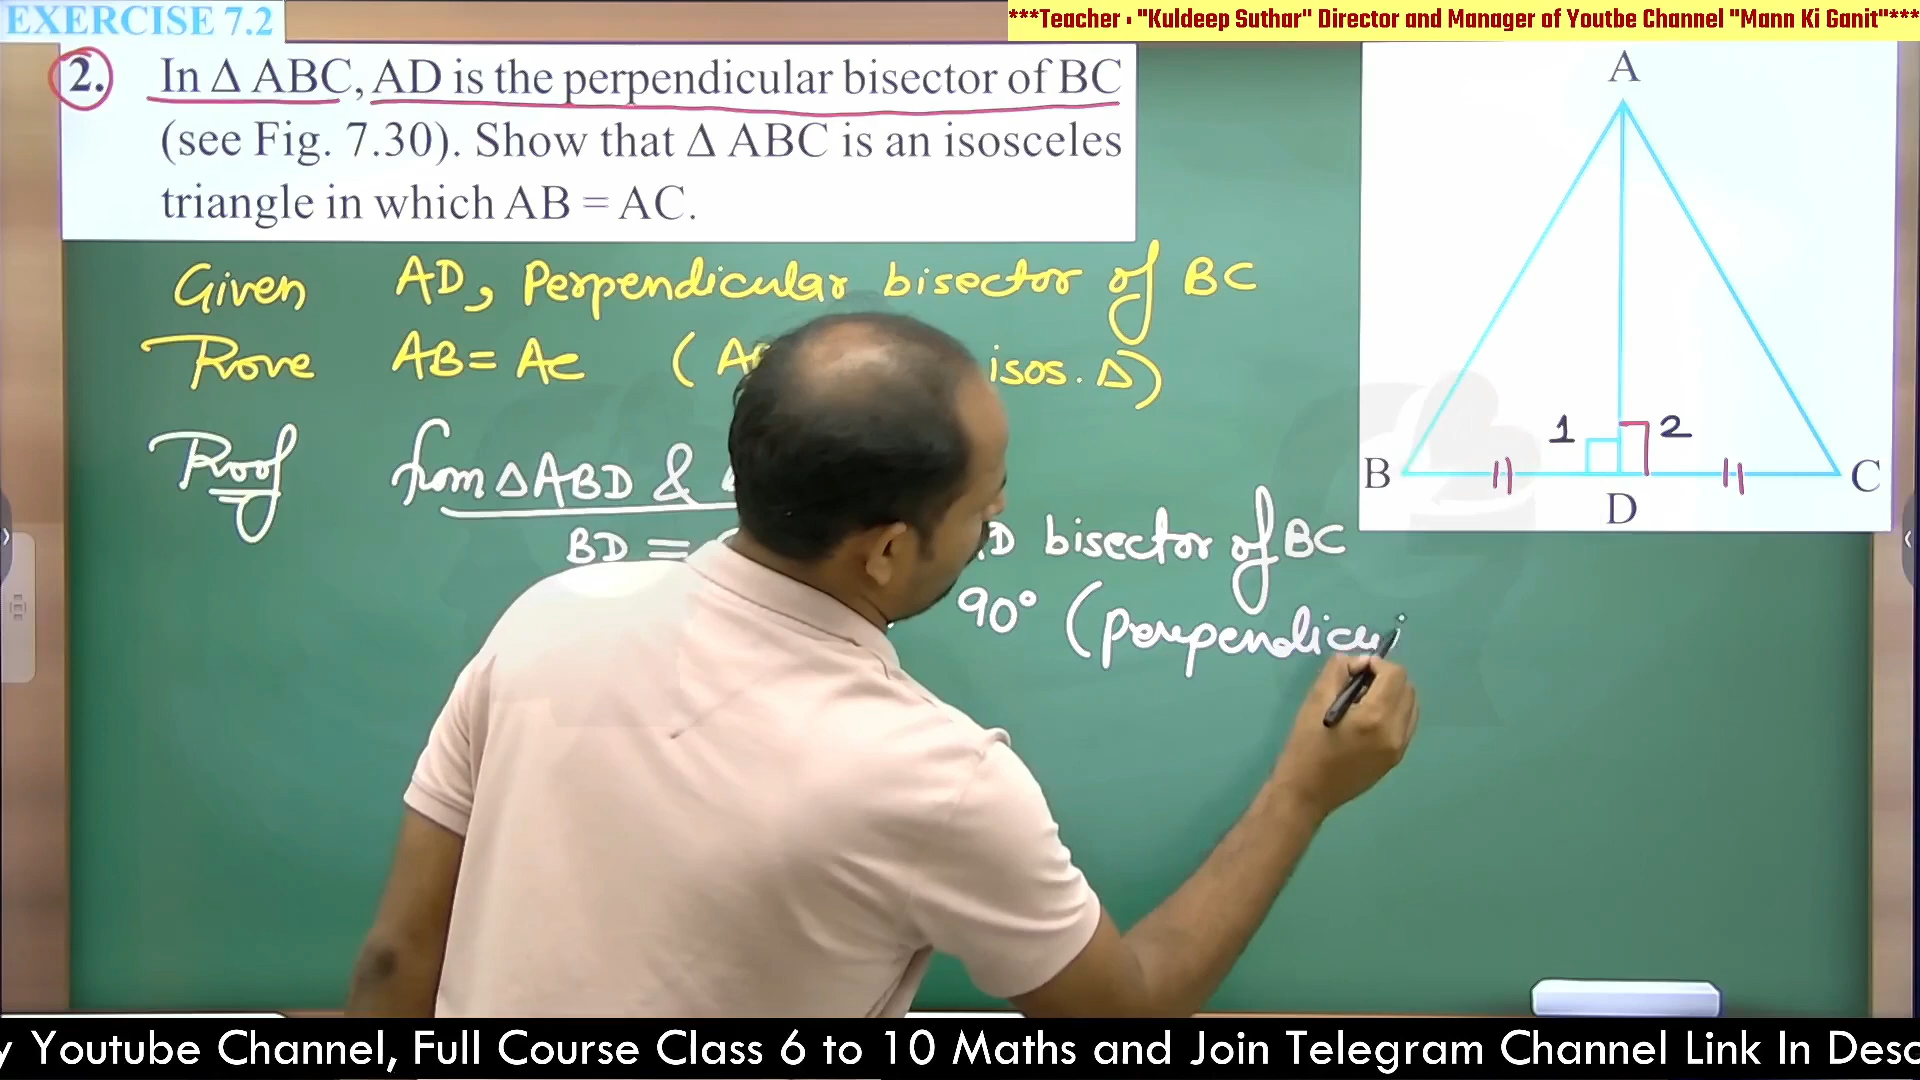 EXERCISE 7.2
***Teacher : "Kuldeep Suthar" Director and Manager of Youtbe Channel "Mann Ki Ganit"***
2. In Δ ABC, AD is the perpendicular bisector of BC
(see Fig. 7.30). Show that Δ ABC is an isosceles
triangle in which AB = AC.
A
1 2
B C
D
Given AD, Perpendicular bisector of BC
Prove AB = AC ( isos. Δ)
Proof from ΔABD &
BD = D bisector of BC
90° (perpendicu
Youtube Channel, Full Course Class 6 to 10 Maths and Join Telegram Channel Link In